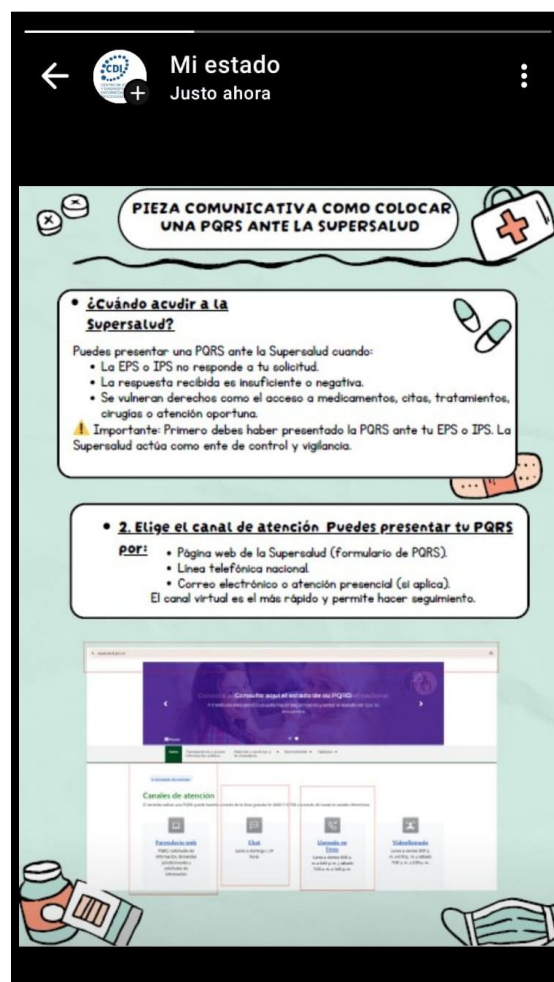 Mi estado
Justo ahora
CDI
PIEZA COMUNICATIVA COMO COLOCAR
UNA PQRS ANTE LA SUPERSALUD
• ¿Cuándo acudir a la
Supersalud?
Puedes presentar una PQRS ante la Supersalud cuando:
• La EPS o IPS no responde a tu solicitud.
• La respuesta recibida es insuficiente o negativa.
• Se vulneran derechos como el acceso a medicamentos, citas, tratamientos,
cirugías o atención oportuna.
⚠️ Importante: Primero debes haber presentado la PQRS ante tu EPS o IPS. La
Supersalud actúa como ente de control y vigilancia.
• 2. Elige el canal de atención Puedes presentar tu PQRS
por:
• Página web de la Supersalud (formulario de PQRS).
• Línea telefónica nacional.
• Correo electrónico o atención presencial (si aplica).
El canal virtual es el más rápido y permite hacer seguimiento.
Consulte aquí el estado de su PQRD
Canales de atención
Formulario web
Chat
Llamada en
línea
Videollamada